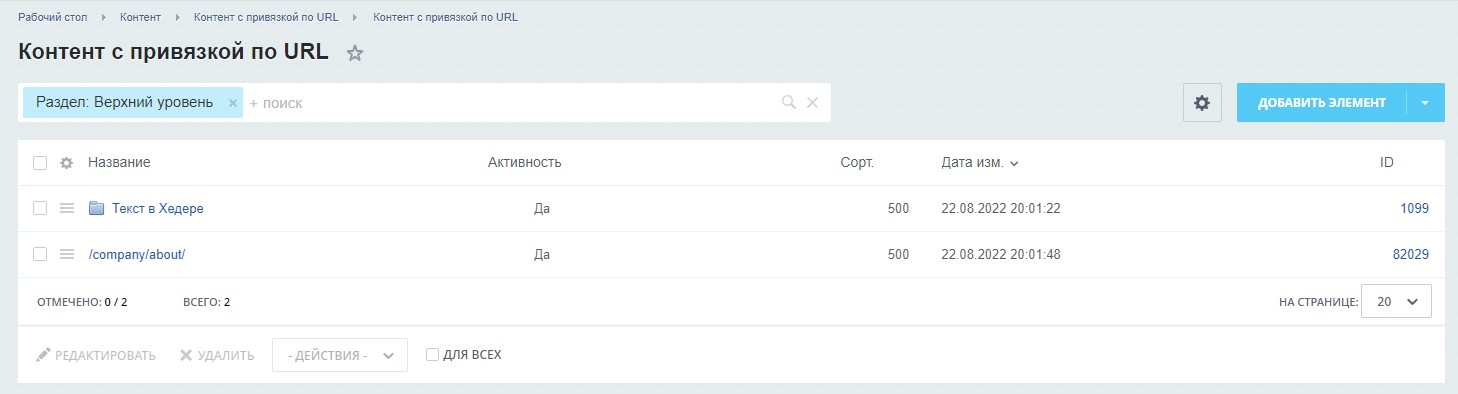 Рабочий стол Контент Контент с привязкой по URL Контент с привязкой по URL
Контент с привязкой по URL
Раздел: Верхний уровень × + поиск
ДОБАВИТЬ ЭЛЕМЕНТ
Название Активность Сорт. Дата изм. ID
Текст в Хедере Да 500 22.08.2022 20:01:22 1099
/company/about/ Да 500 22.08.2022 20:01:48 82029
ОТМЕЧЕНО: 0 / 2 ВСЕГО: 2 НА СТРАНИЦЕ: 20
РЕДАКТИРОВАТЬ УДАЛИТЬ - ДЕЙСТВИЯ - ДЛЯ ВСЕХ